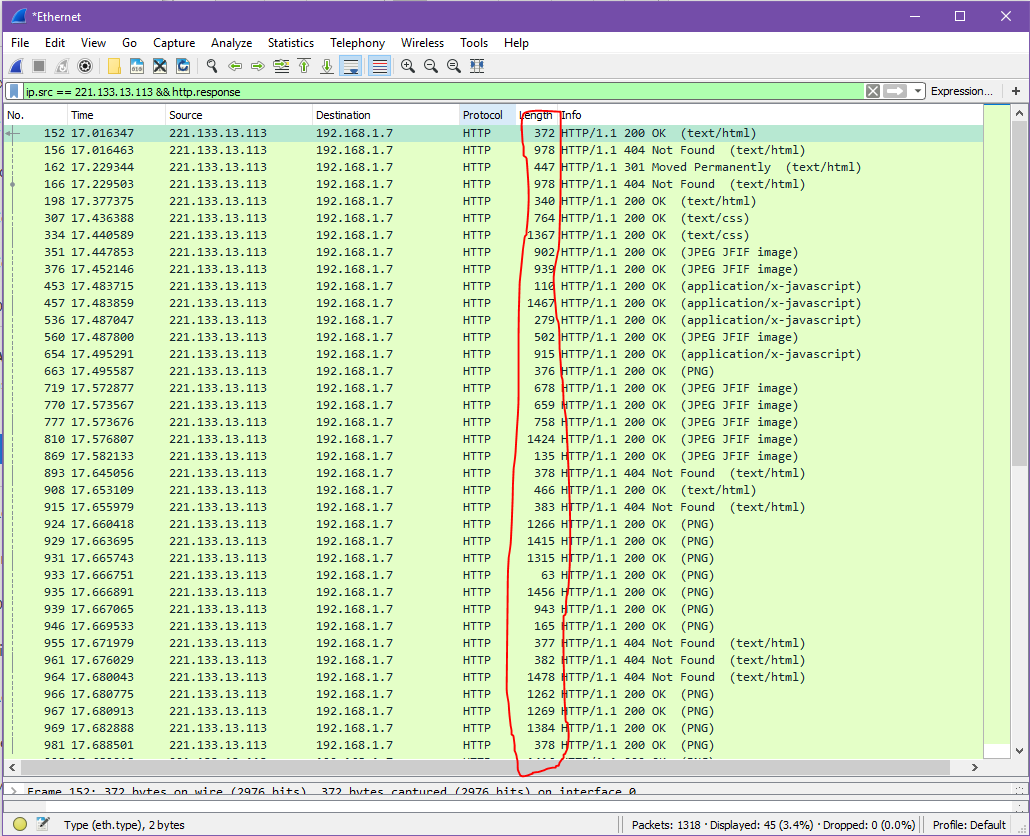 *Ethernet
File Edit View Go Capture Analyze Statistics Telephony Wireless Tools Help
ip.src == 221.133.13.113 && http.response Expression... +
No. Time Source Destination Protocol Length Info
152 17.016347 221.133.13.113 192.168.1.7 HTTP 372 HTTP/1.1 200 OK (text/html)
156 17.016463 221.133.13.113 192.168.1.7 HTTP 978 HTTP/1.1 404 Not Found (text/html)
162 17.229344 221.133.13.113 192.168.1.7 HTTP 447 HTTP/1.1 301 Moved Permanently (text/html)
166 17.229503 221.133.13.113 192.168.1.7 HTTP 978 HTTP/1.1 404 Not Found (text/html)
198 17.377375 221.133.13.113 192.168.1.7 HTTP 340 HTTP/1.1 200 OK (text/html)
307 17.436388 221.133.13.113 192.168.1.7 HTTP 764 HTTP/1.1 200 OK (text/css)
334 17.440589 221.133.13.113 192.168.1.7 HTTP 1367 HTTP/1.1 200 OK (text/css)
351 17.447853 221.133.13.113 192.168.1.7 HTTP 902 HTTP/1.1 200 OK (JPEG JFIF image)
376 17.452146 221.133.13.113 192.168.1.7 HTTP 939 HTTP/1.1 200 OK (JPEG JFIF image)
453 17.483715 221.133.13.113 192.168.1.7 HTTP 110 HTTP/1.1 200 OK (application/x-javascript)
457 17.483859 221.133.13.113 192.168.1.7 HTTP 1467 HTTP/1.1 200 OK (application/x-javascript)
536 17.487047 221.133.13.113 192.168.1.7 HTTP 279 HTTP/1.1 200 OK (application/x-javascript)
560 17.487800 221.133.13.113 192.168.1.7 HTTP 502 HTTP/1.1 200 OK (JPEG JFIF image)
654 17.495291 221.133.13.113 192.168.1.7 HTTP 915 HTTP/1.1 200 OK (application/x-javascript)
663 17.495587 221.133.13.113 192.168.1.7 HTTP 376 HTTP/1.1 200 OK (PNG)
719 17.572877 221.133.13.113 192.168.1.7 HTTP 678 HTTP/1.1 200 OK (JPEG JFIF image)
770 17.573567 221.133.13.113 192.168.1.7 HTTP 659 HTTP/1.1 200 OK (JPEG JFIF image)
777 17.573676 221.133.13.113 192.168.1.7 HTTP 758 HTTP/1.1 200 OK (JPEG JFIF image)
810 17.576807 221.133.13.113 192.168.1.7 HTTP 1424 HTTP/1.1 200 OK (JPEG JFIF image)
869 17.582133 221.133.13.113 192.168.1.7 HTTP 135 HTTP/1.1 200 OK (JPEG JFIF image)
893 17.645056 221.133.13.113 192.168.1.7 HTTP 378 HTTP/1.1 404 Not Found (text/html)
908 17.653109 221.133.13.113 192.168.1.7 HTTP 466 HTTP/1.1 200 OK (text/html)
915 17.655979 221.133.13.113 192.168.1.7 HTTP 383 HTTP/1.1 404 Not Found (text/html)
924 17.660418 221.133.13.113 192.168.1.7 HTTP 1266 HTTP/1.1 200 OK (PNG)
929 17.663695 221.133.13.113 192.168.1.7 HTTP 1415 HTTP/1.1 200 OK (PNG)
931 17.665743 221.133.13.113 192.168.1.7 HTTP 1315 HTTP/1.1 200 OK (PNG)
933 17.666751 221.133.13.113 192.168.1.7 HTTP 63 HTTP/1.1 200 OK (PNG)
935 17.666891 221.133.13.113 192.168.1.7 HTTP 1456 HTTP/1.1 200 OK (PNG)
939 17.667065 221.133.13.113 192.168.1.7 HTTP 943 HTTP/1.1 200 OK (PNG)
946 17.669533 221.133.13.113 192.168.1.7 HTTP 165 HTTP/1.1 200 OK (PNG)
955 17.671979 221.133.13.113 192.168.1.7 HTTP 377 HTTP/1.1 404 Not Found (text/html)
961 17.676029 221.133.13.113 192.168.1.7 HTTP 382 HTTP/1.1 404 Not Found (text/html)
964 17.680043 221.133.13.113 192.168.1.7 HTTP 1478 HTTP/1.1 404 Not Found (text/html)
966 17.680775 221.133.13.113 192.168.1.7 HTTP 1262 HTTP/1.1 200 OK (PNG)
967 17.680913 221.133.13.113 192.168.1.7 HTTP 1269 HTTP/1.1 200 OK (PNG)
969 17.682888 221.133.13.113 192.168.1.7 HTTP 1384 HTTP/1.1 200 OK (PNG)
981 17.688501 221.133.13.113 192.168.1.7 HTTP 378 HTTP/1.1 200 OK (PNG)
Frame 152: 372 bytes on wire (2976 bits), 372 bytes captured (2976 bits) on interface 0
Type (eth.type), 2 bytes Packets: 1318 · Displayed: 45 (3.4%) · Dropped: 0 (0.0%) Profile: Default